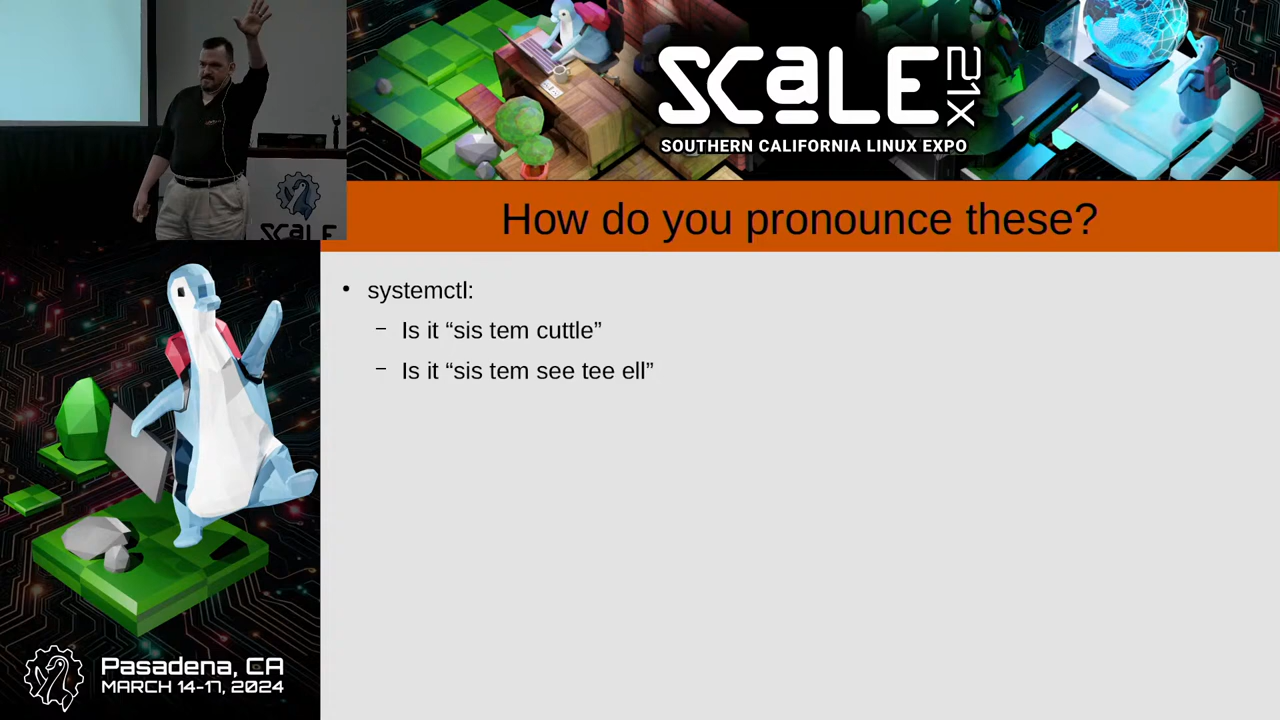 SCaLE 21X
SOUTHERN CALIFORNIA LINUX EXPO
SCaLE
How do you pronounce these?
• systemctl:
– Is it “sis tem cuttle”
– Is it “sis tem see tee ell”
Pasadena, CA
MARCH 14-17, 2024